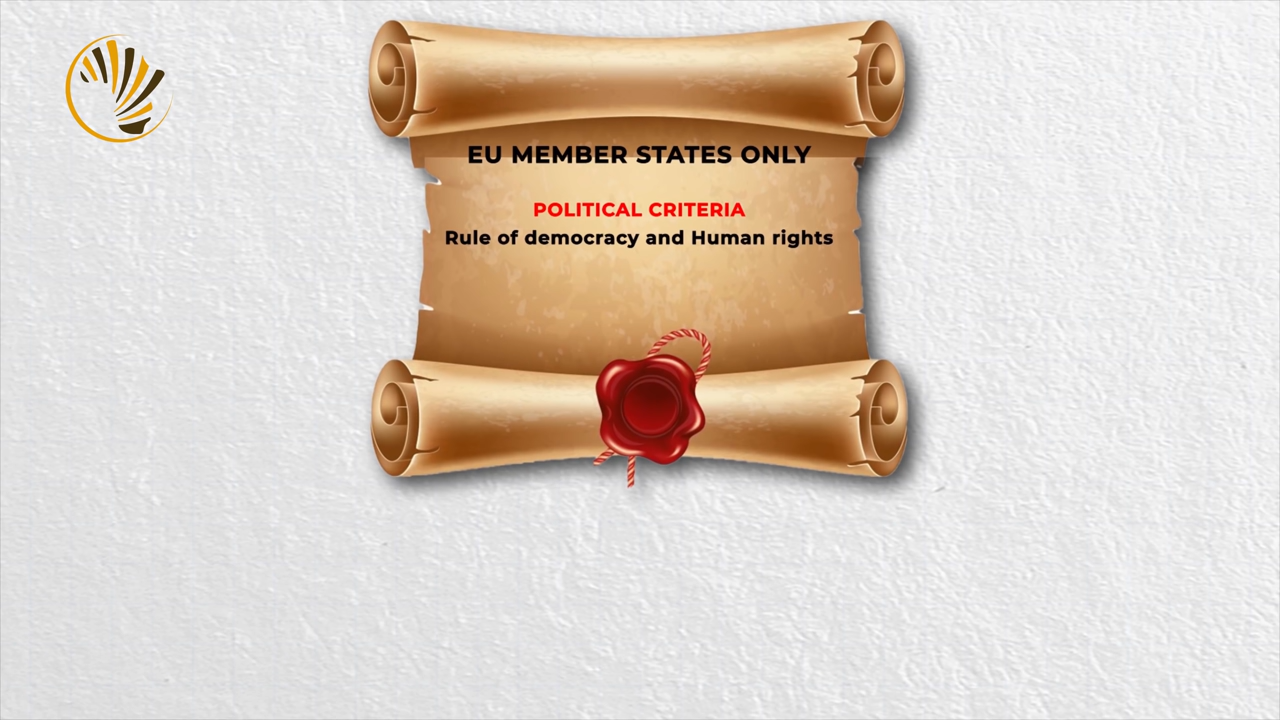 EU MEMBER STATES ONLY
POLITICAL CRITERIA
Rule of democracy and Human rights